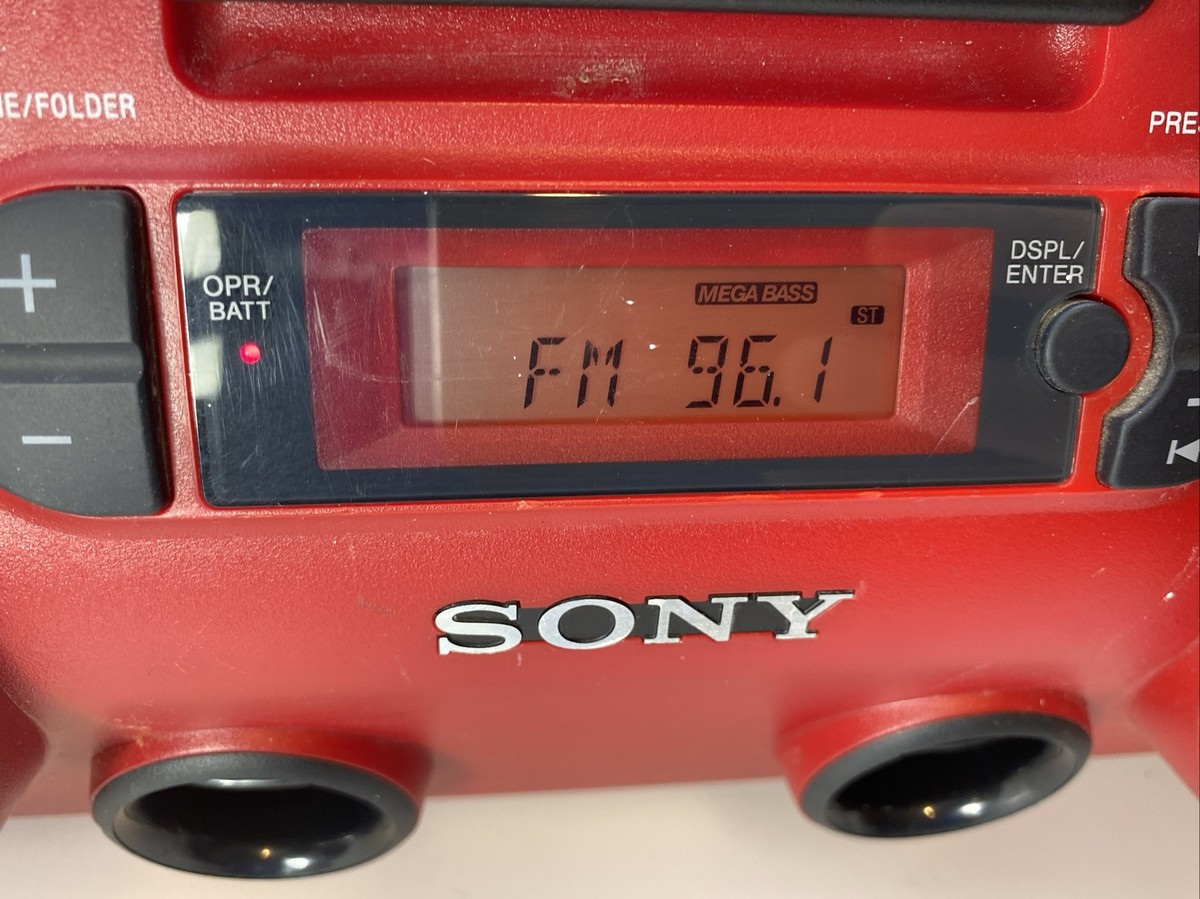 E/FOLDER
PRE
OPR/
BATT
DSPL/
ENTER
MEGA BASS
ST
FM 96.1
SONY